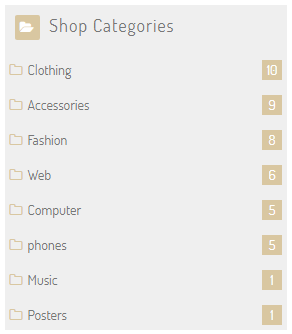 Shop Categories
Clothing 10
Accessories 9
Fashion 8
Web 6
Computer 5
phones 5
Music 1
Posters 1